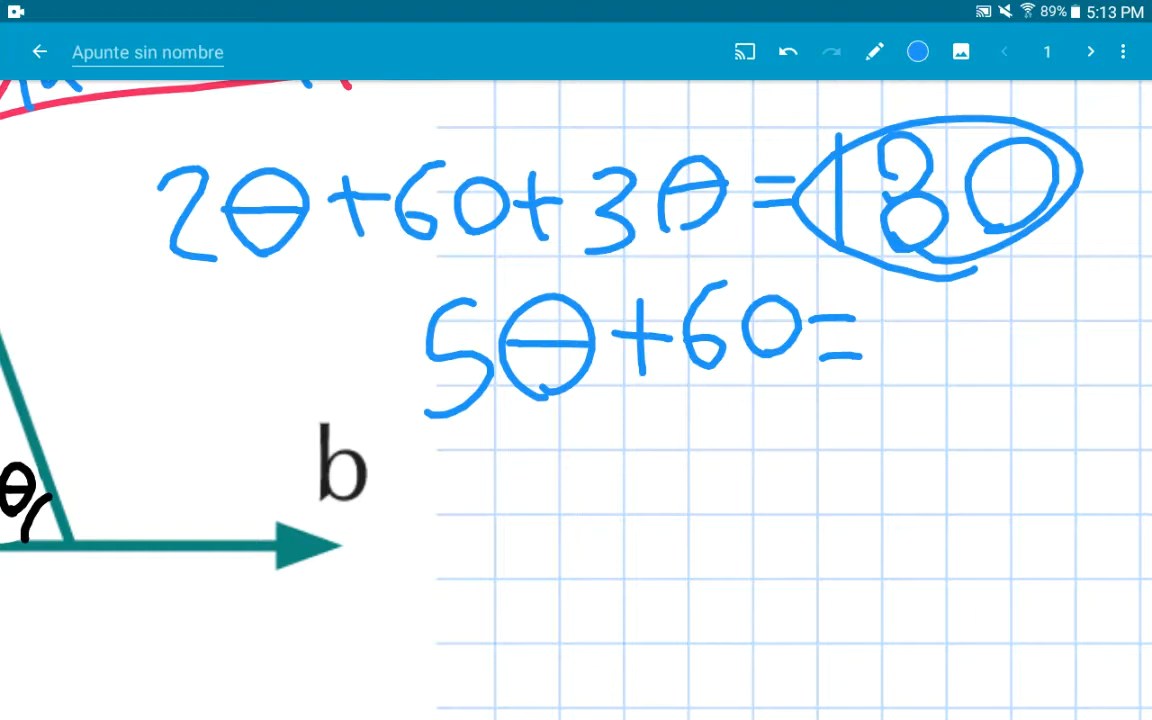 89% 5:13 PM
Apunte sin nombre
1
2θ+60+3θ=180
5θ+60=
b
θ